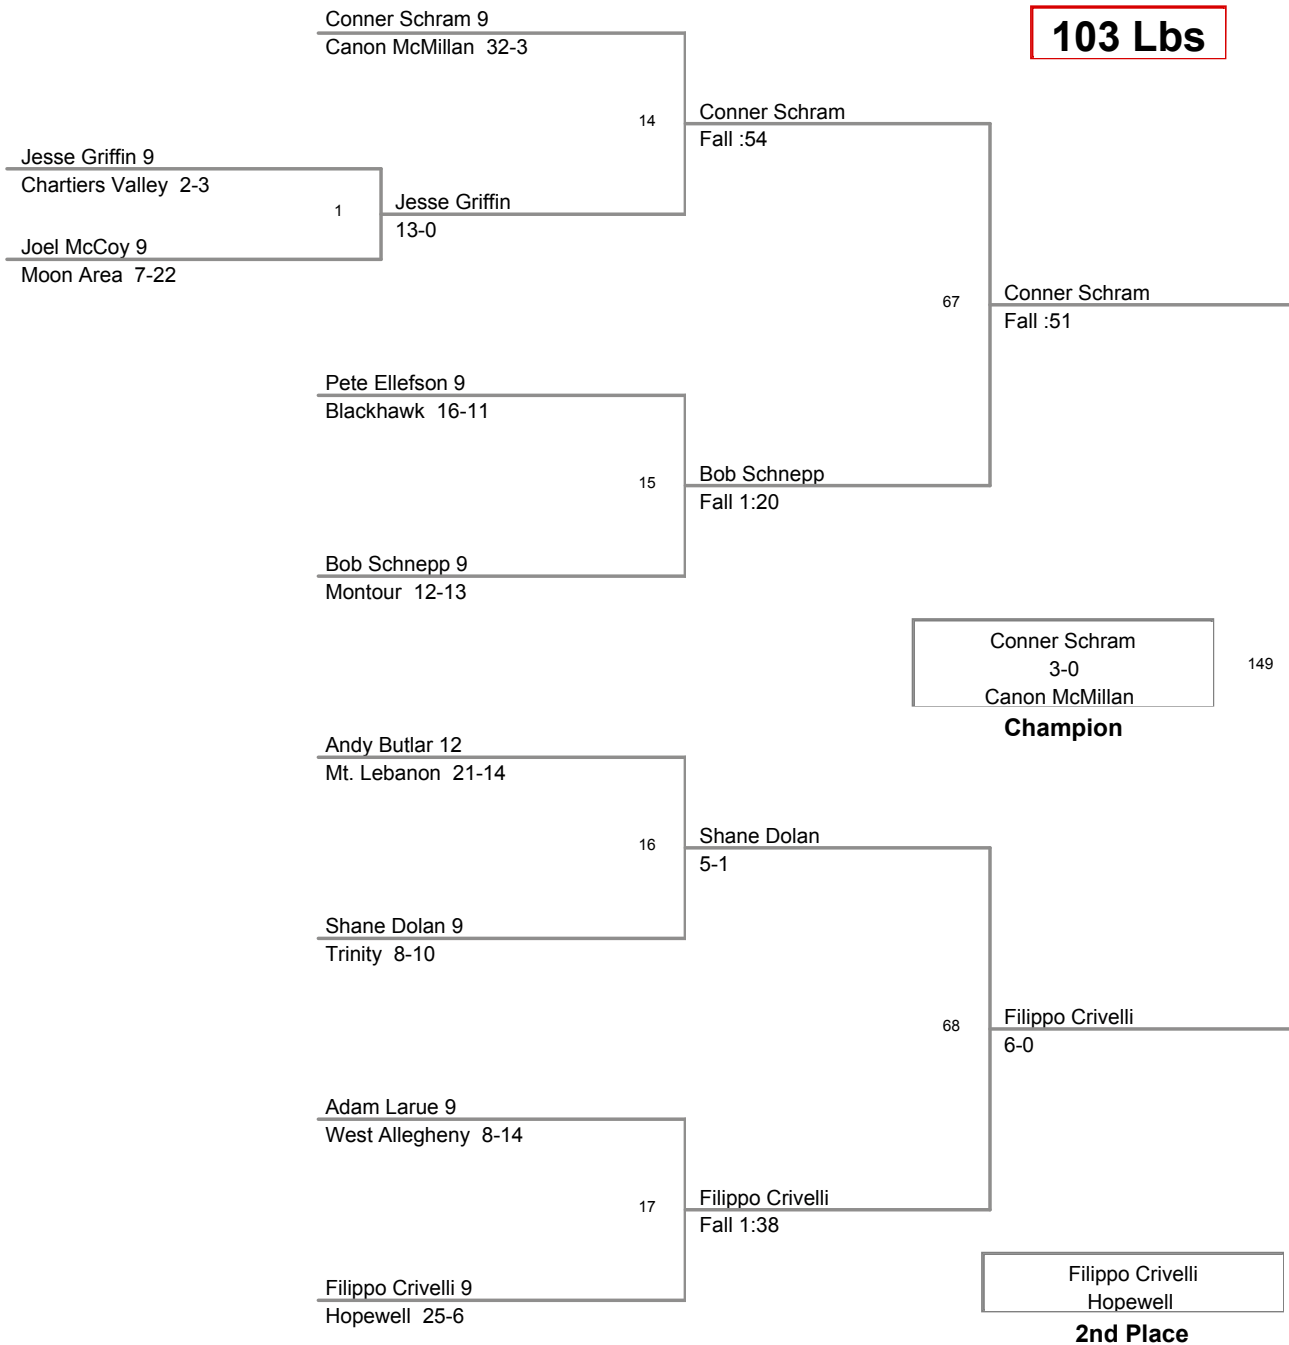 Conner Schram 9
Canon McMillan 32-3
103 Lbs
14
Conner Schram
Fall :54
Jesse Griffin 9
Chartiers Valley 2-3
1
Jesse Griffin
13-0
Joel McCoy 9
Moon Area 7-22
67
Conner Schram
Fall :51
Pete Ellefson 9
Blackhawk 16-11
15
Bob Schnepp
Fall 1:20
Bob Schnepp 9
Montour 12-13
Conner Schram
3-0
Canon McMillan
149
Champion
Andy Butlar 12
Mt. Lebanon 21-14
16
Shane Dolan
5-1
Shane Dolan 9
Trinity 8-10
68
Filippo Crivelli
6-0
Adam Larue 9
West Allegheny 8-14
17
Filippo Crivelli
Fall 1:38
Filippo Crivelli 9
Hopewell 25-6
Filippo Crivelli
Hopewell
2nd Place